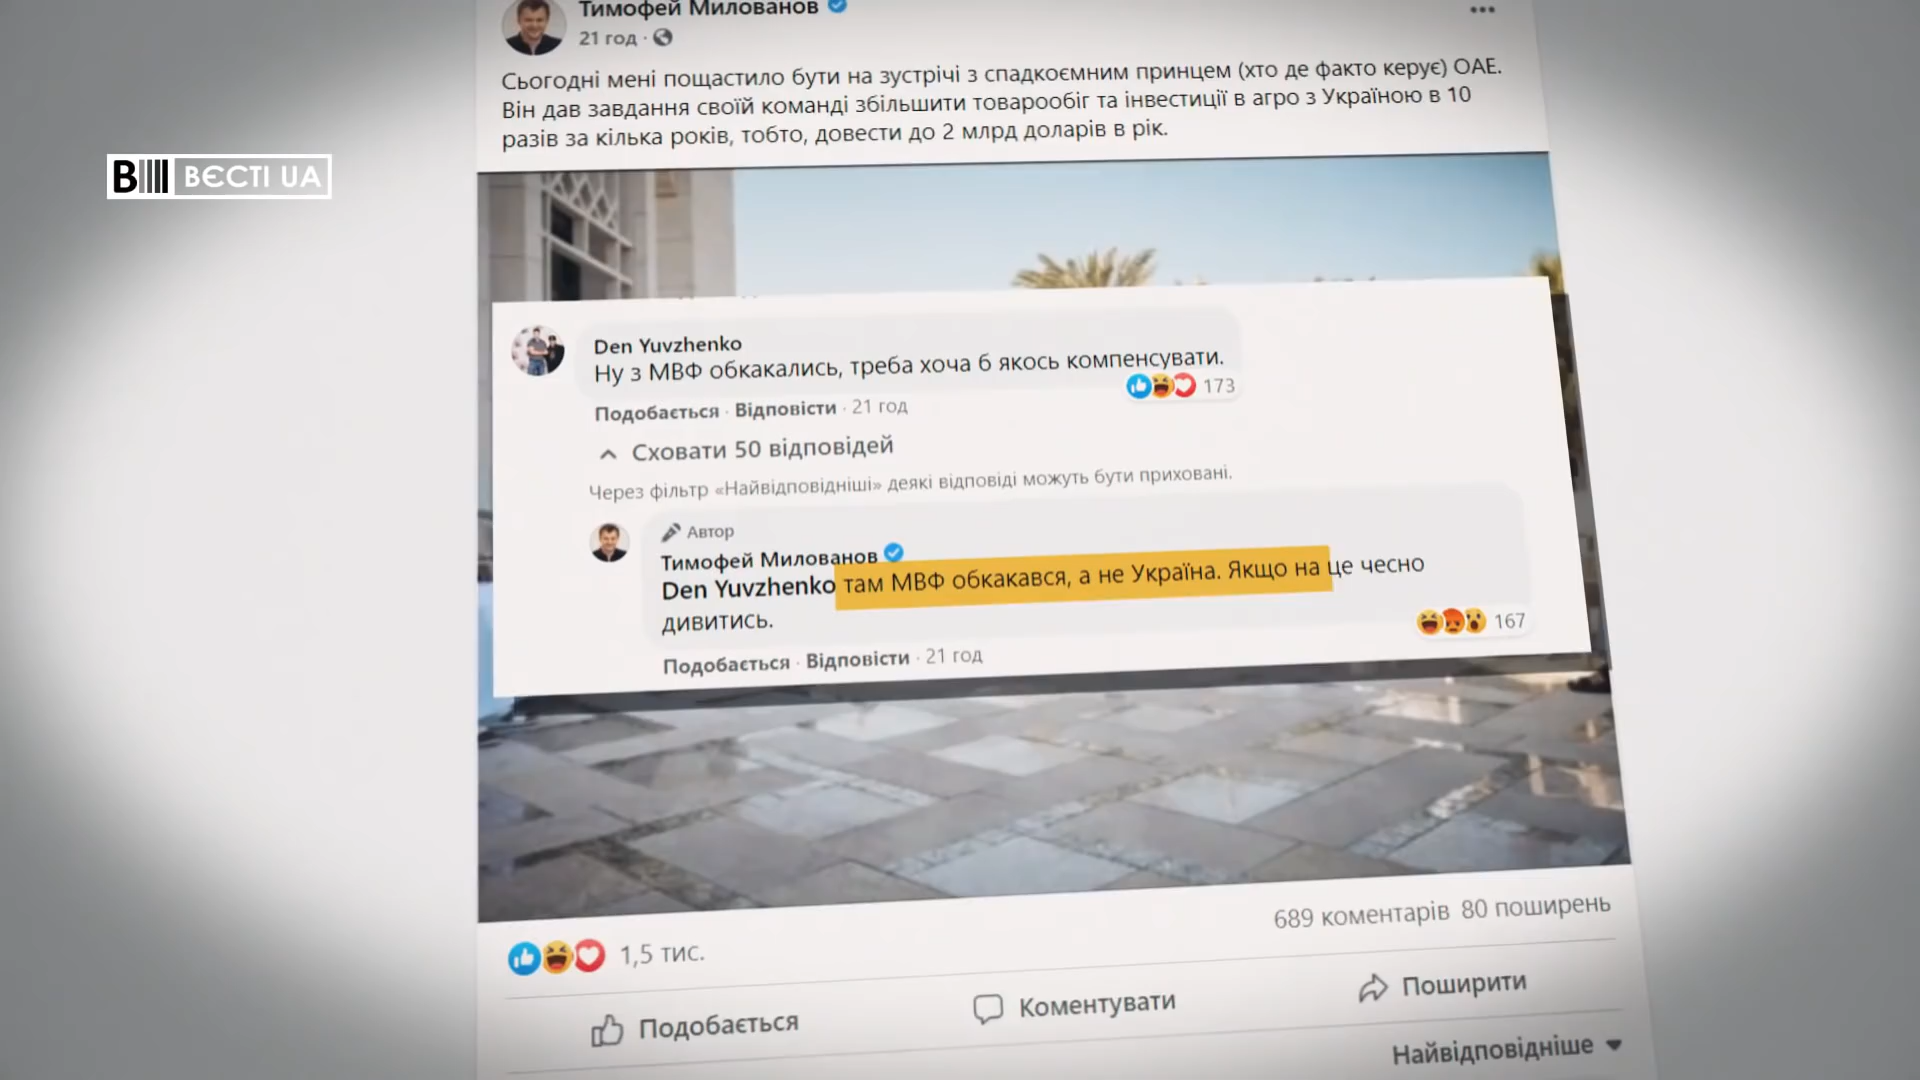 Тимофей Милованов
21 год ·
Сьогодні мені пощастило бути на зустрічі з спадкоємним принцем (хто де факто керує) ОАЕ.
Він дав завдання своїй команді збільшити товарообіг та інвестиції в агро з Україною в 10
разів за кілька років, тобто, довести до 2 млрд доларів в рік.
ВЄСТІ UA
Den Yuvzhenko
Ну з МВФ обкакались, треба хоча б якось компенсувати.
173
Подобається · Відповісти · 21 год
Сховати 50 відповідей
Через фільтр «Найвідповідніші» деякі відповіді можуть бути приховані.
Автор
Тимофей Милованов
Den Yuvzhenko там МВФ обкакався, а не Україна. Якщо на це чесно
дивитись.
167
Подобається · Відповісти · 21 год
1,5 тис.
689 коментарів 80 поширень
Подобається
Коментувати
Поширити
Найвідповідніше